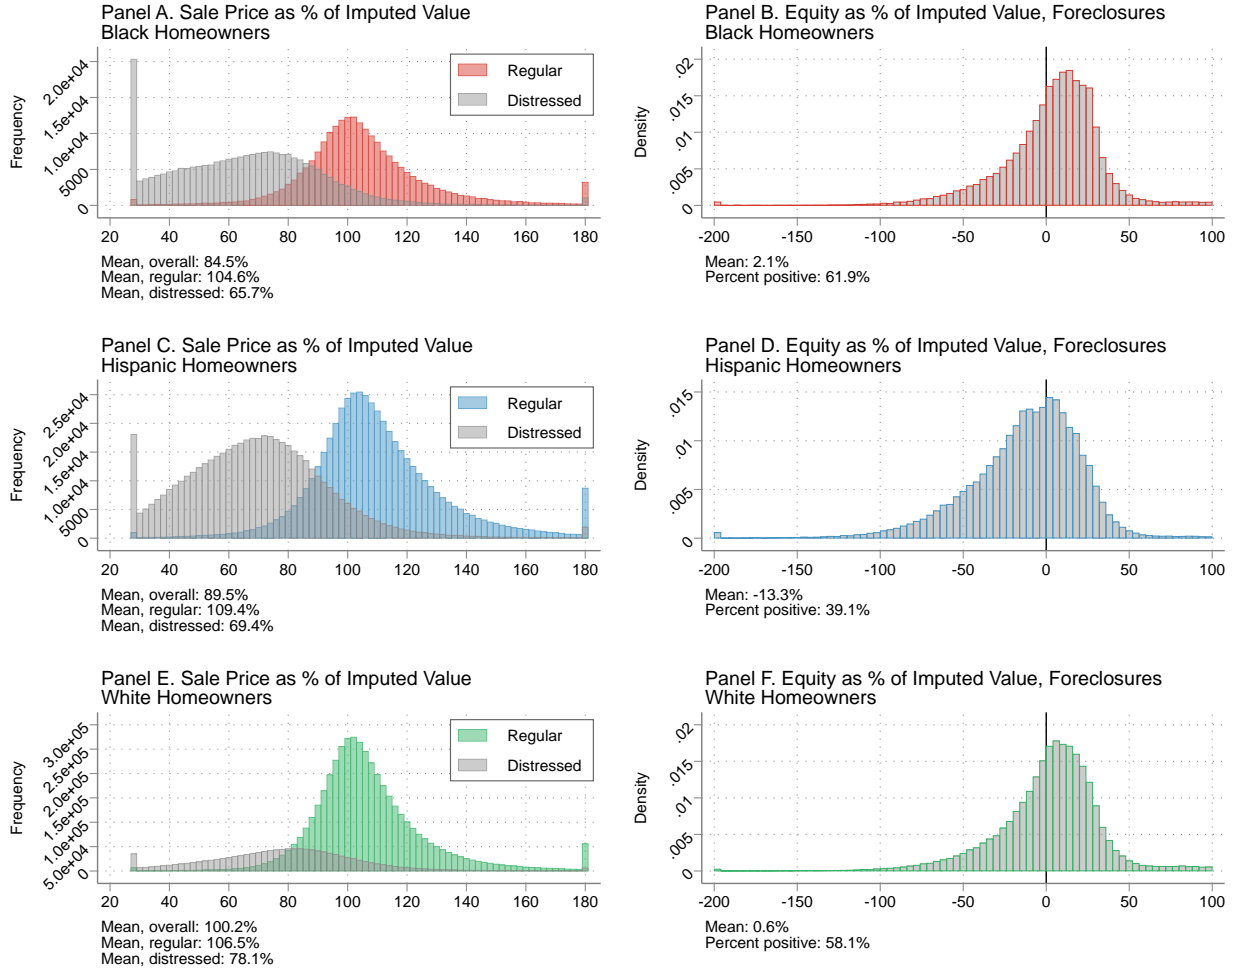 Panel A. Sale Price as % of Imputed Value
Black Homeowners
Frequency
2.0e+04
1.5e+04
1.0e+04
5000
0
Regular
Distressed
20 40 60 80 100 120 140 160 180
Mean, overall: 84.5%
Mean, regular: 104.6%
Mean, distressed: 65.7%
Panel B. Equity as % of Imputed Value, Foreclosures
Black Homeowners
Density
.02
.015
.01
.005
0
-200 -150 -100 -50 0 50 100
Mean: 2.1%
Percent positive: 61.9%
Panel C. Sale Price as % of Imputed Value
Hispanic Homeowners
Frequency
2.5e+04
2.0e+04
1.5e+04
1.0e+04
5000
0
Regular
Distressed
20 40 60 80 100 120 140 160 180
Mean, overall: 89.5%
Mean, regular: 109.4%
Mean, distressed: 69.4%
Panel D. Equity as % of Imputed Value, Foreclosures
Hispanic Homeowners
Density
.015
.01
.005
0
-200 -150 -100 -50 0 50 100
Mean: -13.3%
Percent positive: 39.1%
Panel E. Sale Price as % of Imputed Value
White Homeowners
Frequency
3.0e+05
2.5e+05
2.0e+05
1.5e+05
1.0e+05
5.0e+04
0
Regular
Distressed
20 40 60 80 100 120 140 160 180
Mean, overall: 100.2%
Mean, regular: 106.5%
Mean, distressed: 78.1%
Panel F. Equity as % of Imputed Value, Foreclosures
White Homeowners
Density
.02
.015
.01
.005
0
-200 -150 -100 -50 0 50 100
Mean: 0.6%
Percent positive: 58.1%